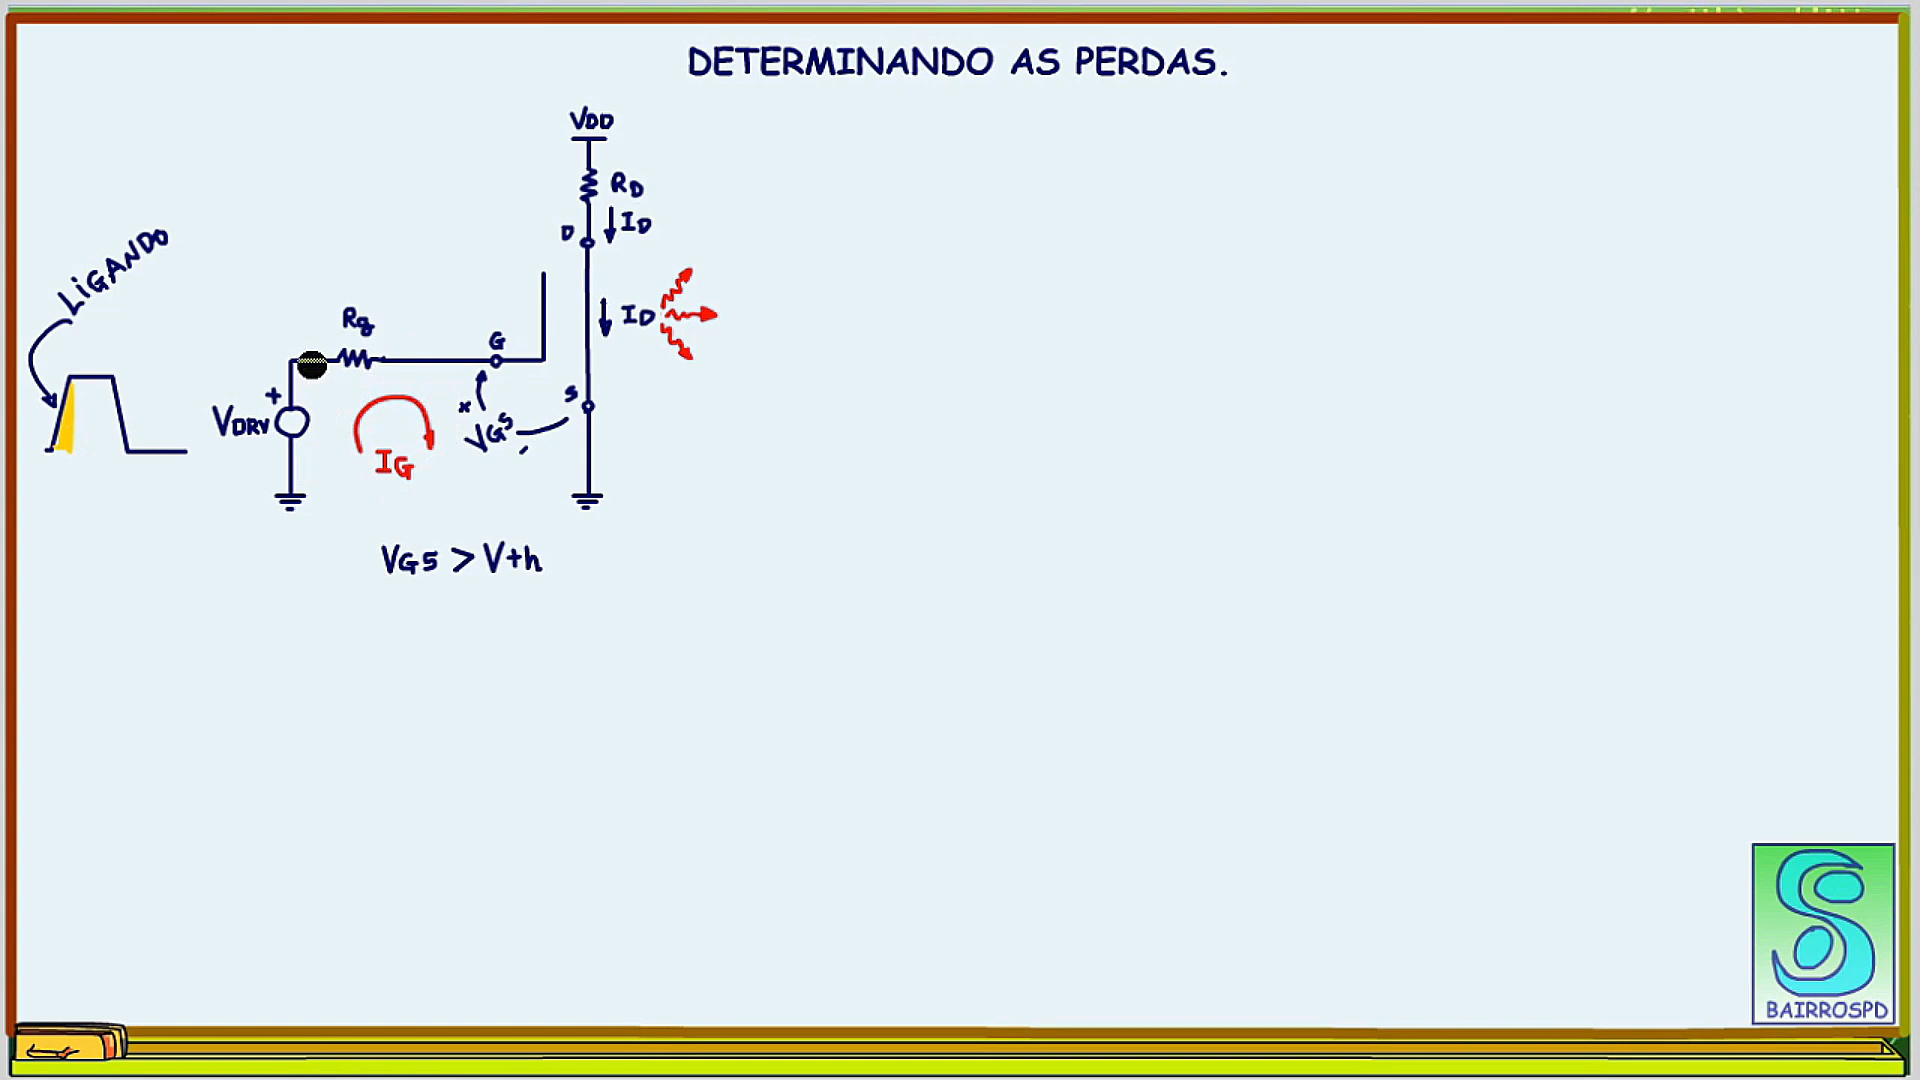 DETERMINANDO AS PERDAS.
VDD
RD
ID
D
LiGANDO
ID
Rg
G
S
+
VDRV
VGS
IG
VGS > Vth
BAIRROSPD